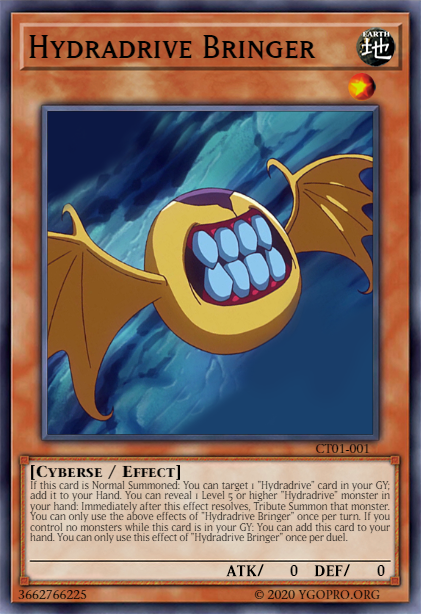 Hydradrive Bringer
EARTH
地
CT01-001
[Cyberse / Effect]
If this card is Normal Summoned: You can target 1 "Hydradrive" card in your GY;
add it to your Hand. You can reveal 1 Level 5 or higher "Hydradrive" monster in
your hand: Immediately after this effect resolves, Tribute Summon that monster.
You can only use the above effects of "Hydradrive Bringer" once per turn. If you
control no monsters while this card is in your GY: You can add this card to your
hand. You can only use this effect of "Hydradrive Bringer" once per duel.
ATK/ 0 DEF/ 0
3662766225
© 2020 YGOPRO.ORG